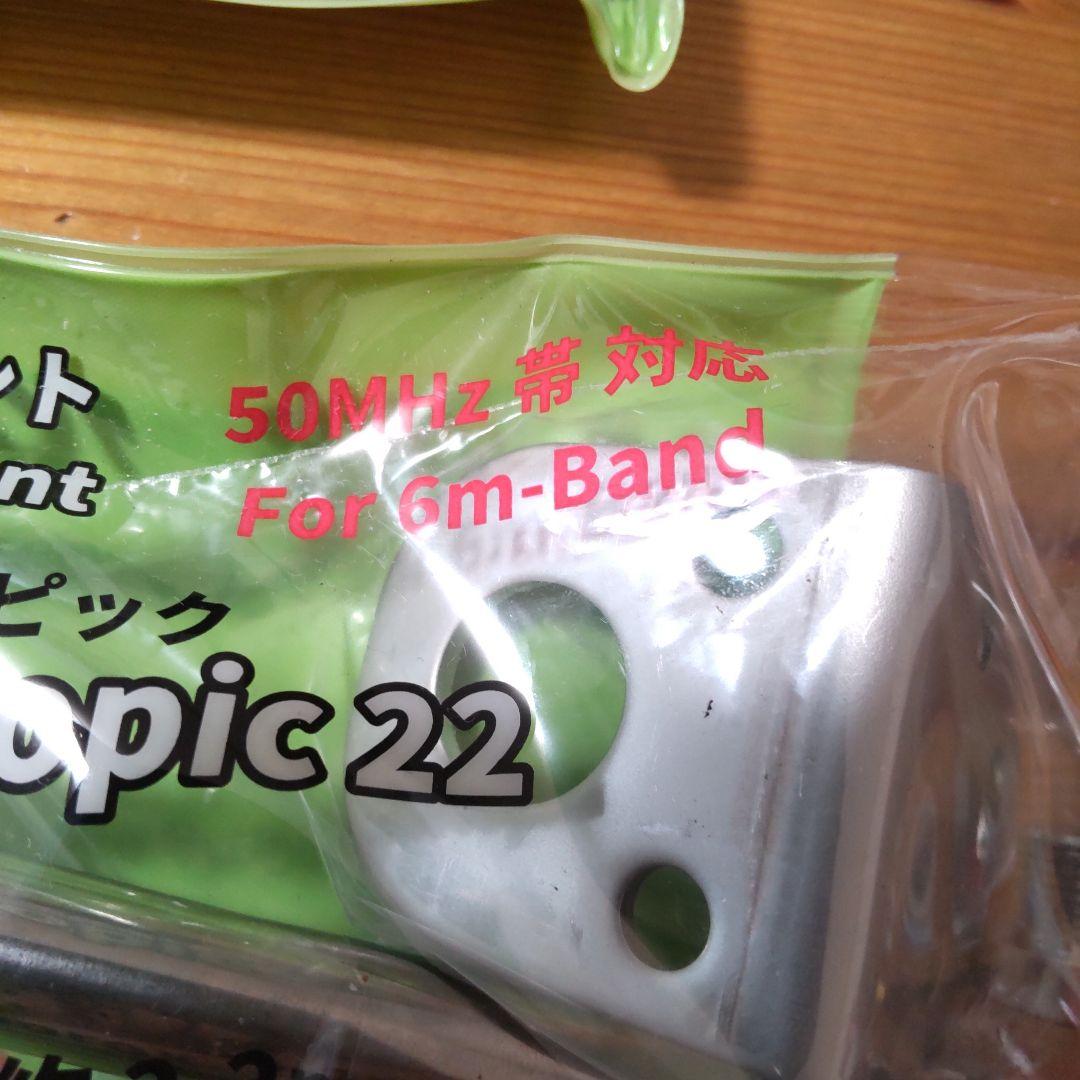 ント
nt
50MHz 帯 対応
For 6m-Band
ピック
opic 22